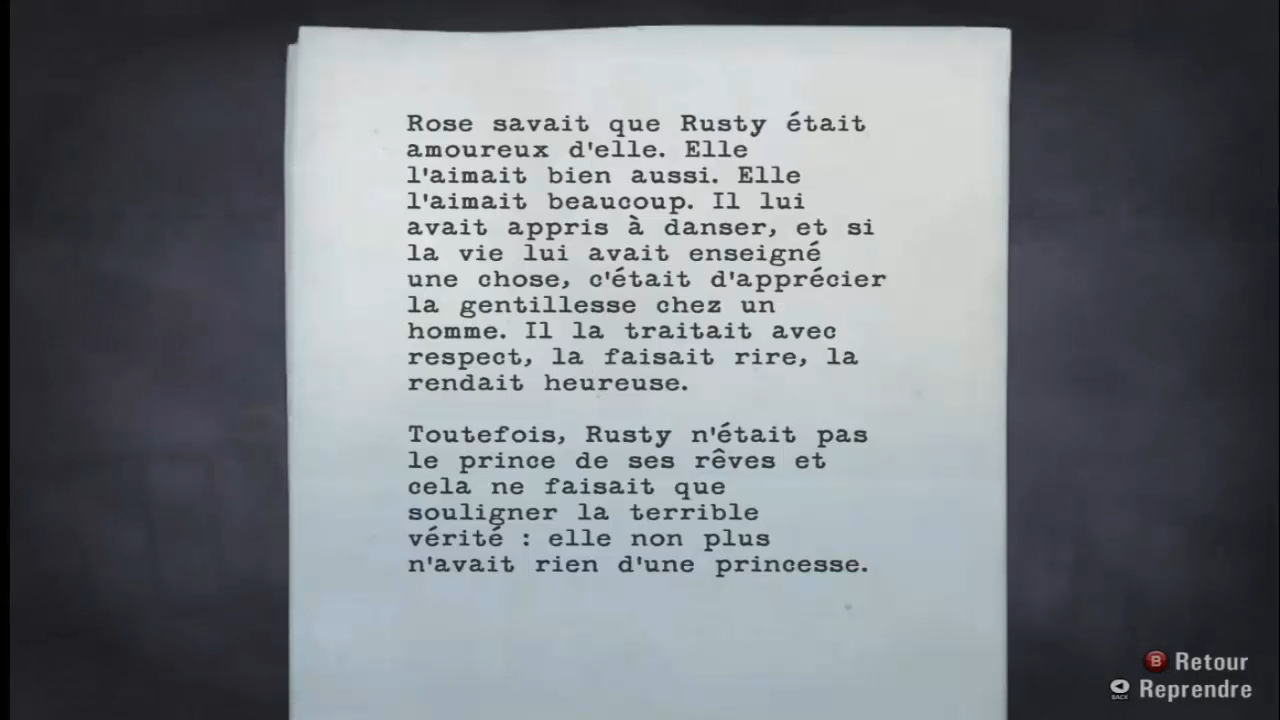 Rose savait que Rusty était
amoureux d'elle. Elle
l'aimait bien aussi. Elle
l'aimait beaucoup. Il lui
avait appris à danser, et si
la vie lui avait enseigné
une chose, c'était d'apprécier
la gentillesse chez un
homme. Il la traitait avec
respect, la faisait rire, la
rendait heureuse.
Toutefois, Rusty n'était pas
le prince de ses rêves et
cela ne faisait que
souligner la terrible
vérité : elle non plus
n'avait rien d'une princesse.
B Retour
BACK Reprendre